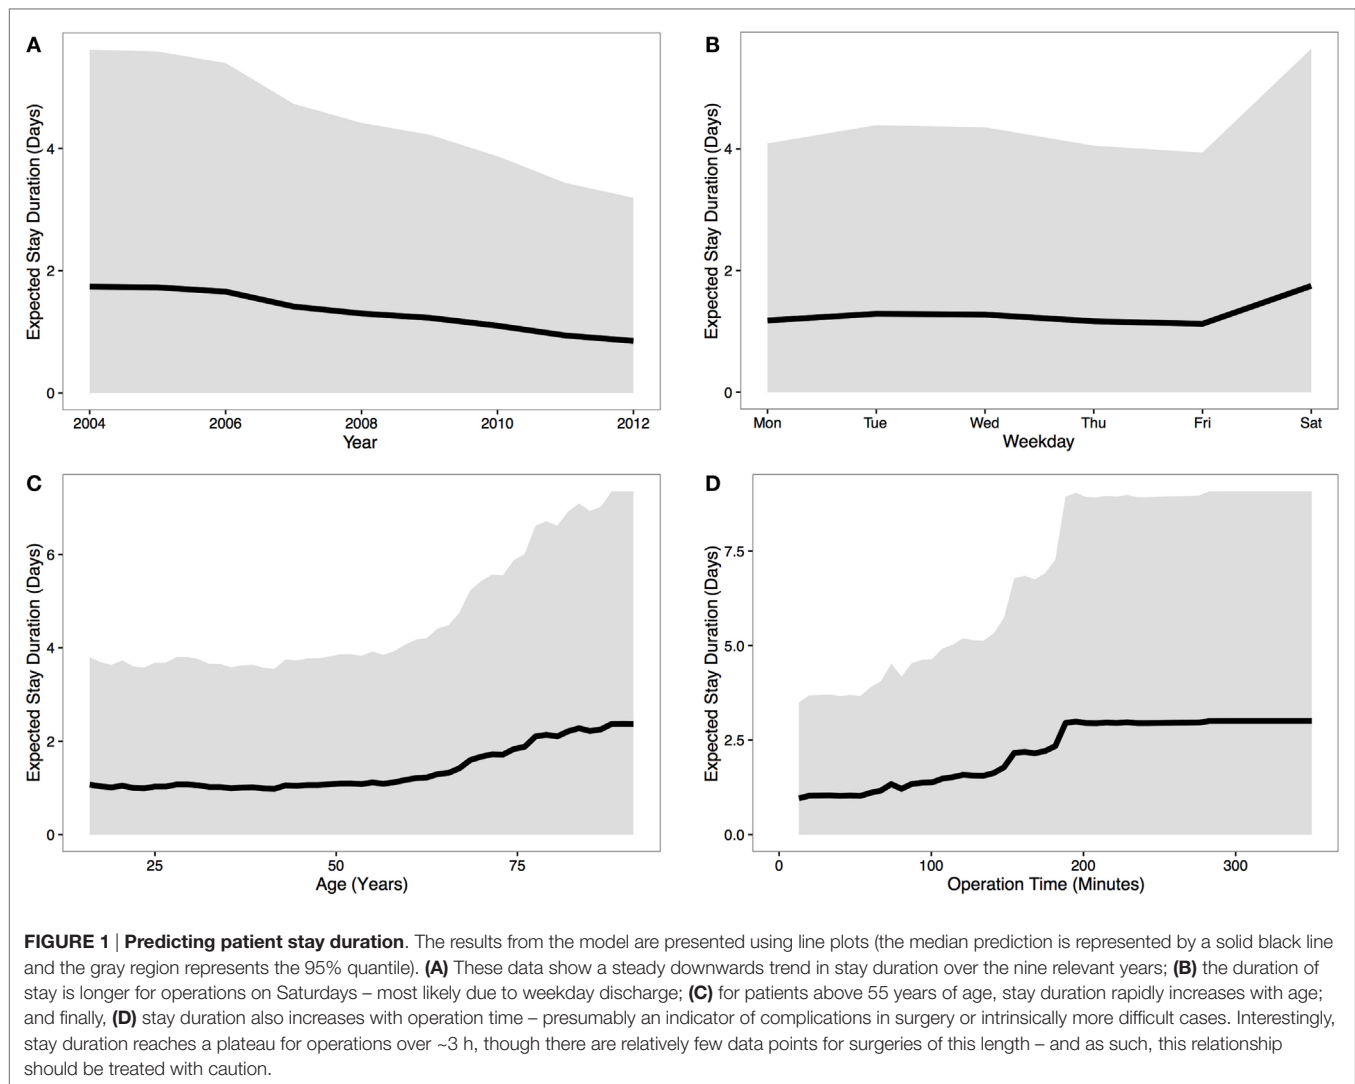 A
Expected Stay Duration (Days)
4
2
0
2004 2006 2008 2010 2012
Year
B
Expected Stay Duration (Days)
4
2
0
Mon Tue Wed Thu Fri Sat
Weekday
C
Expected Stay Duration (Days)
6
4
2
0
25 50 75
Age (Years)
D
Expected Stay Duration (Days)
7.5
5.0
2.5
0.0
0 100 200 300
Operation Time (Minutes)
FIGURE 1 | Predicting patient stay duration. The results from the model are presented using line plots (the median prediction is represented by a solid black line
and the gray region represents the 95% quantile). (A) These data show a steady downwards trend in stay duration over the nine relevant years; (B) the duration of
stay is longer for operations on Saturdays – most likely due to weekday discharge; (C) for patients above 55 years of age, stay duration rapidly increases with age;
and finally, (D) stay duration also increases with operation time – presumably an indicator of complications in surgery or intrinsically more difficult cases. Interestingly,
stay duration reaches a plateau for operations over ~3 h, though there are relatively few data points for surgeries of this length – and as such, this relationship
should be treated with caution.